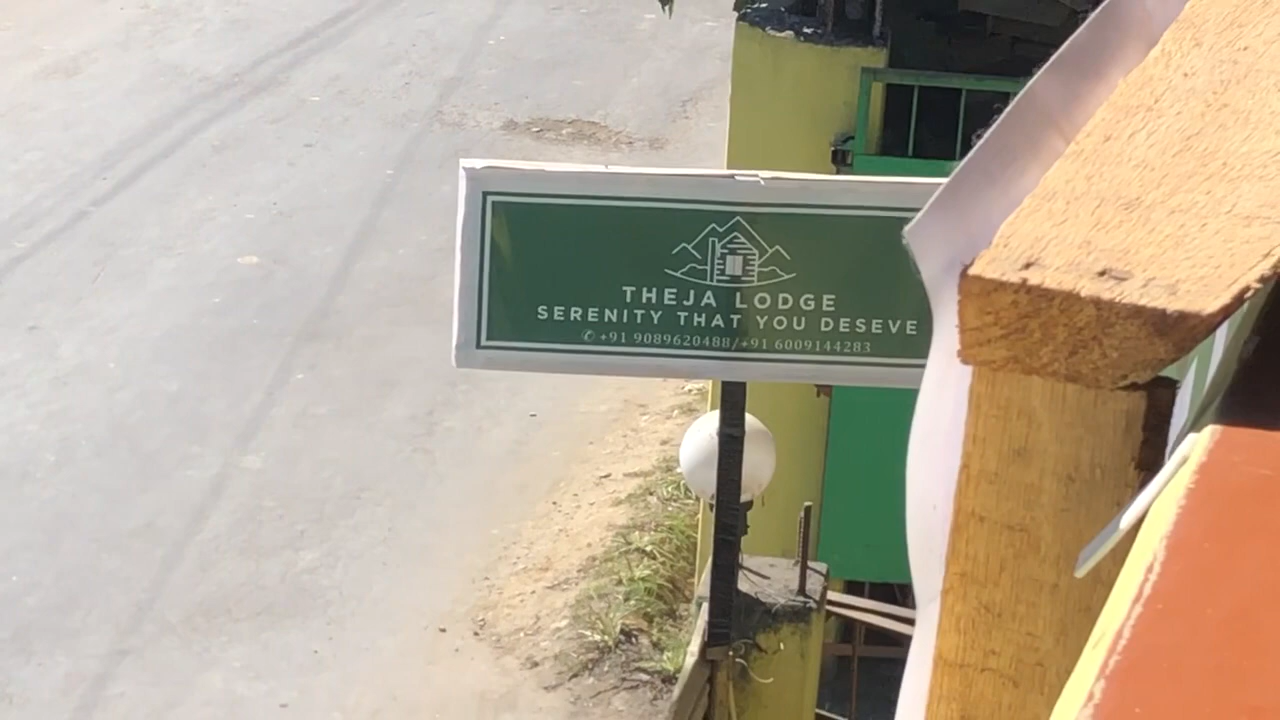 THEJA LODGE
SERENITY THAT YOU DESEVE
✆ +91 9089620488/+91 6009144283